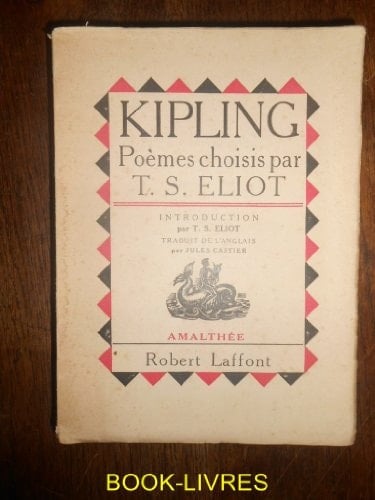 KIPLING
Poèmes choisis par
T. S. ELIOT
INTRODUCTION
par T. S. ELIOT
TRADUIT DE L'ANGLAIS
par JULES CASTIER
AMALTHÉE
Robert Laffont
BOOK-LIVRES